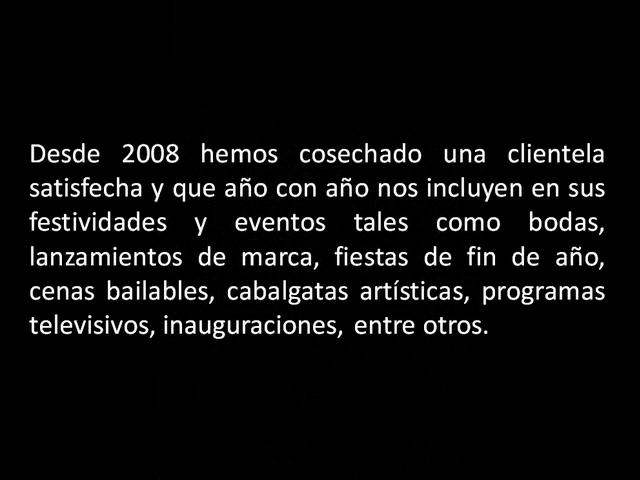 Desde 2008 hemos cosechado una clientela
satisfecha y que año con año nos incluyen en sus
festividades y eventos tales como bodas,
lanzamientos de marca, fiestas de fin de año,
cenas bailables, cabalgatas artísticas, programas
televisivos, inauguraciones, entre otros.